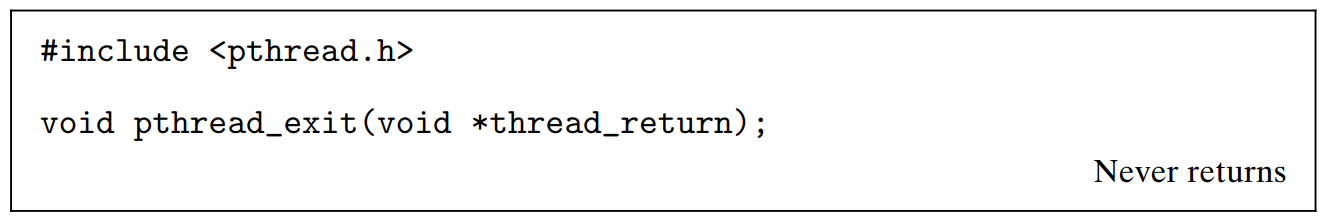 #include <pthread.h>
void pthread_exit(void *thread_return);
Never returns